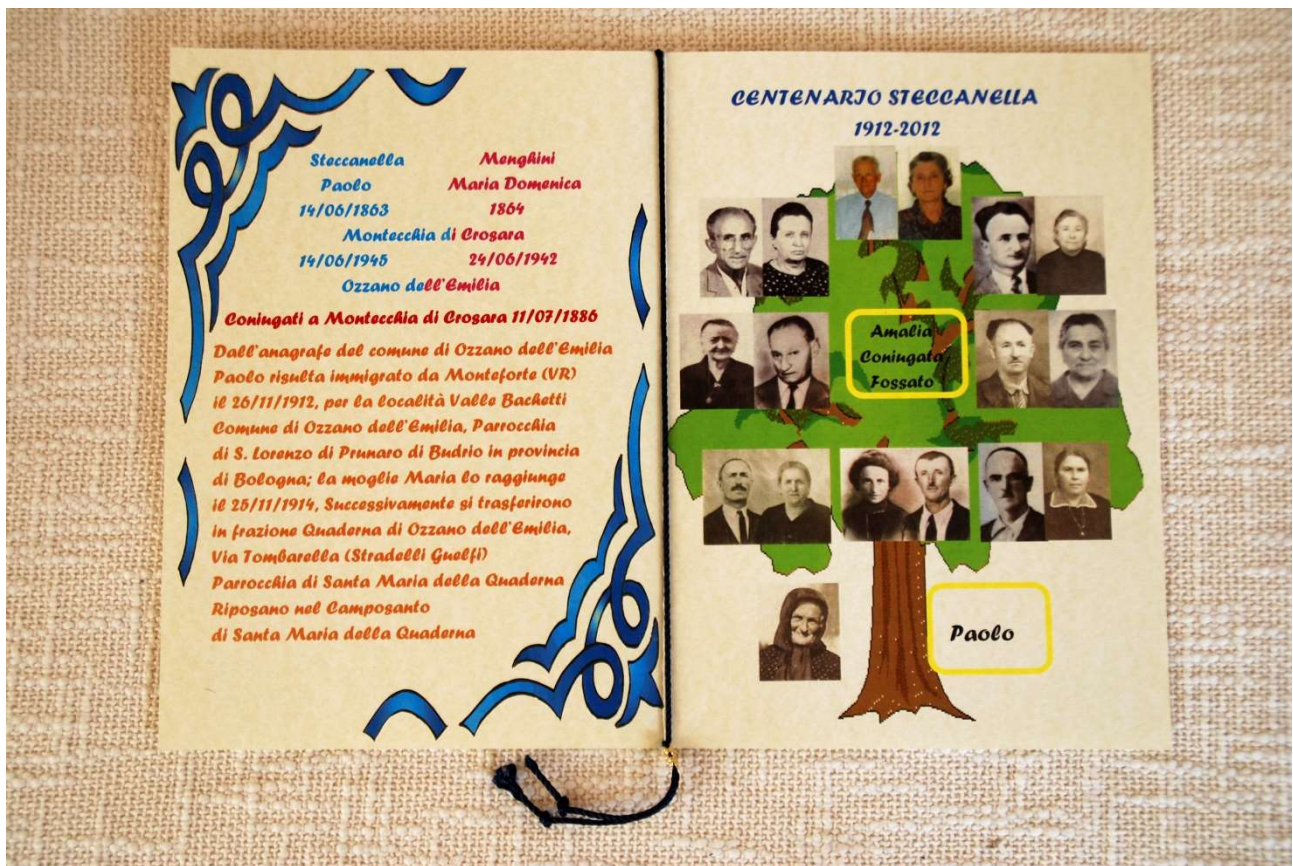 Steccanella Menghini
Paolo Maria Domenica
14/06/1863 1864
Montecchia di Crosara
14/06/1945 24/06/1942
Ozzano dell'Emilia
Coniugati a Montecchia di Crosara 11/07/1886
Dall'anagrafe del comune di Ozzano dell'Emilia
Paolo risulta immigrato da Monteforte (VR)
il 26/11/1912, per la località Valle Bachetti
Comune di Ozzano dell'Emilia, Parrocchia
di S. Lorenzo di Prunaro di Budrio in provincia
di Bologna; la moglie Maria lo raggiunge
il 25/11/1914, Successivamente si trasferirono
in frazione Quaderna di Ozzano dell'Emilia,
Via Tombarella (Stradelli Guelfi)
Parrocchia di Santa Maria della Quaderna
Riposano nel Camposanto
di Santa Maria della Quaderna
CENTENARIO STECCANELLA
1912-2012
Amalia
Coniugata
Fossato
Paolo